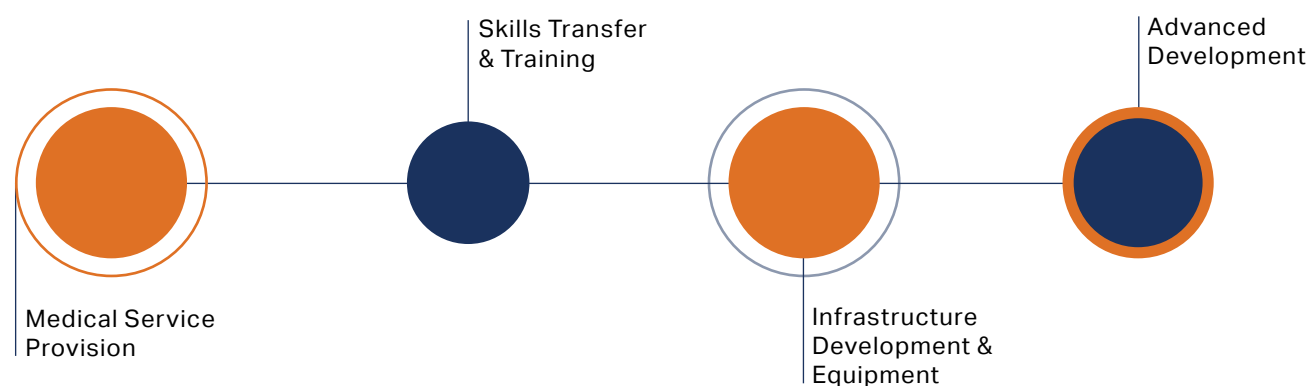 Medical Service
Provision
Skills Transfer
& Training
Infrastructure
Development &
Equipment
Advanced
Development